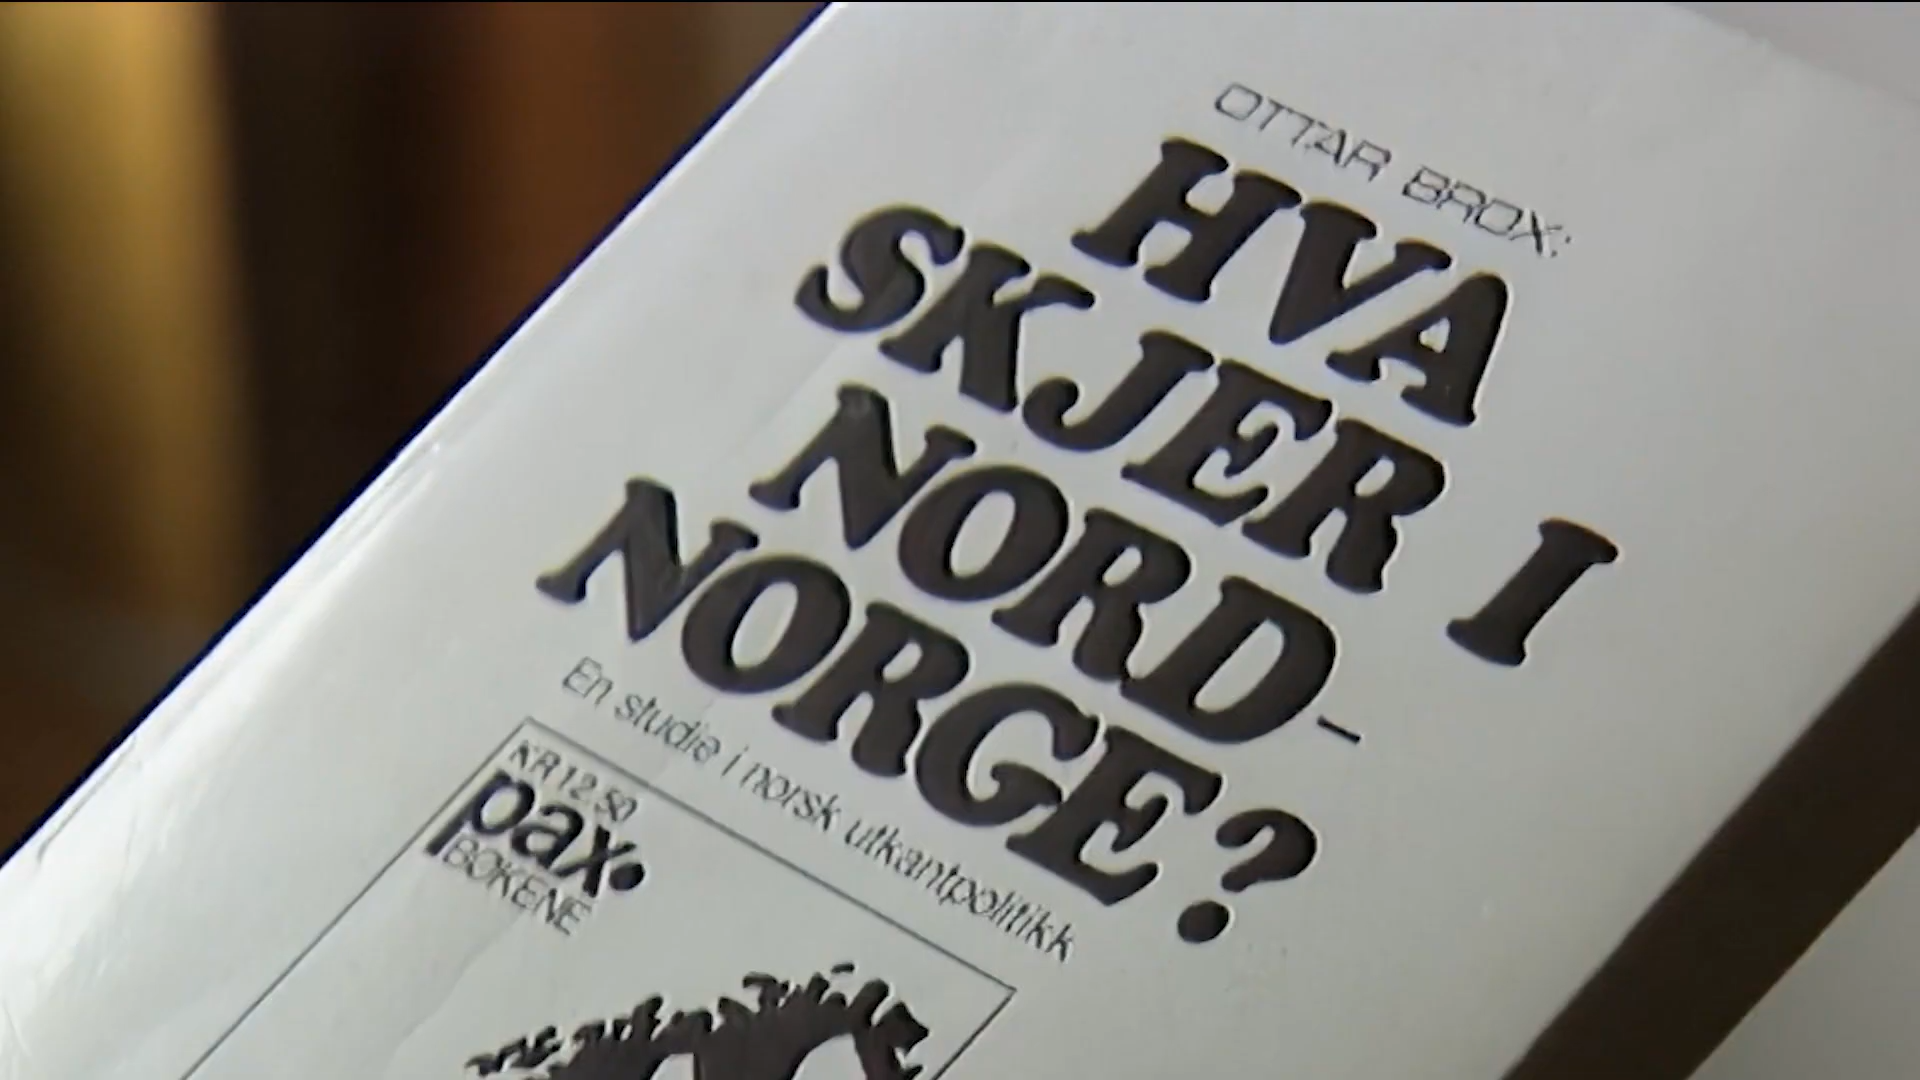 OTTAR BROX:
HVA
SKJER I
NORD-
NORGE?
En studie i norsk utkantpolitikk
KR 12.50
pax•
BØKENE